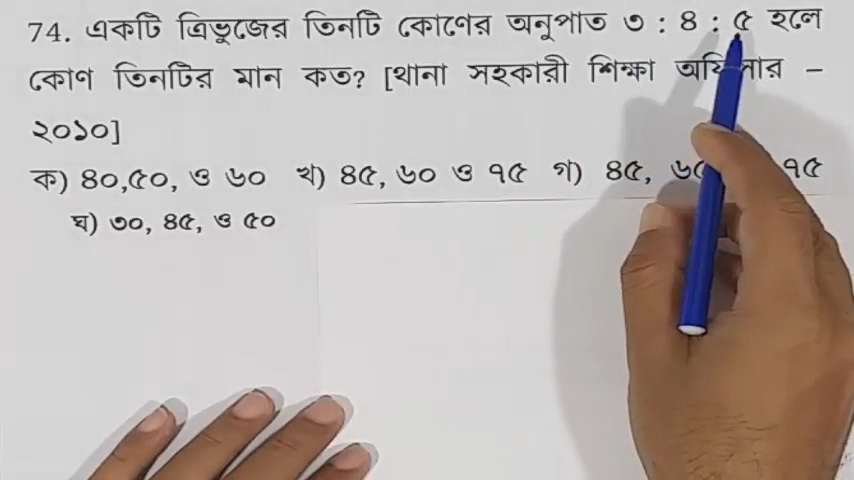 74. একটি ত্রিভুজের তিনটি কোণের অনুপাত ৩ : ৪ : ৫ হলে
কোণ তিনটির মান কত? [থানা সহকারী শিক্ষা –
২০১০]
ক) ৪০,৫০, ও ৬০ খ) ৪৫, ৬০ ও ৭৫ গ) ৪৫, ৭৫
ঘ) ৩০, ৪৫, ও ৫০